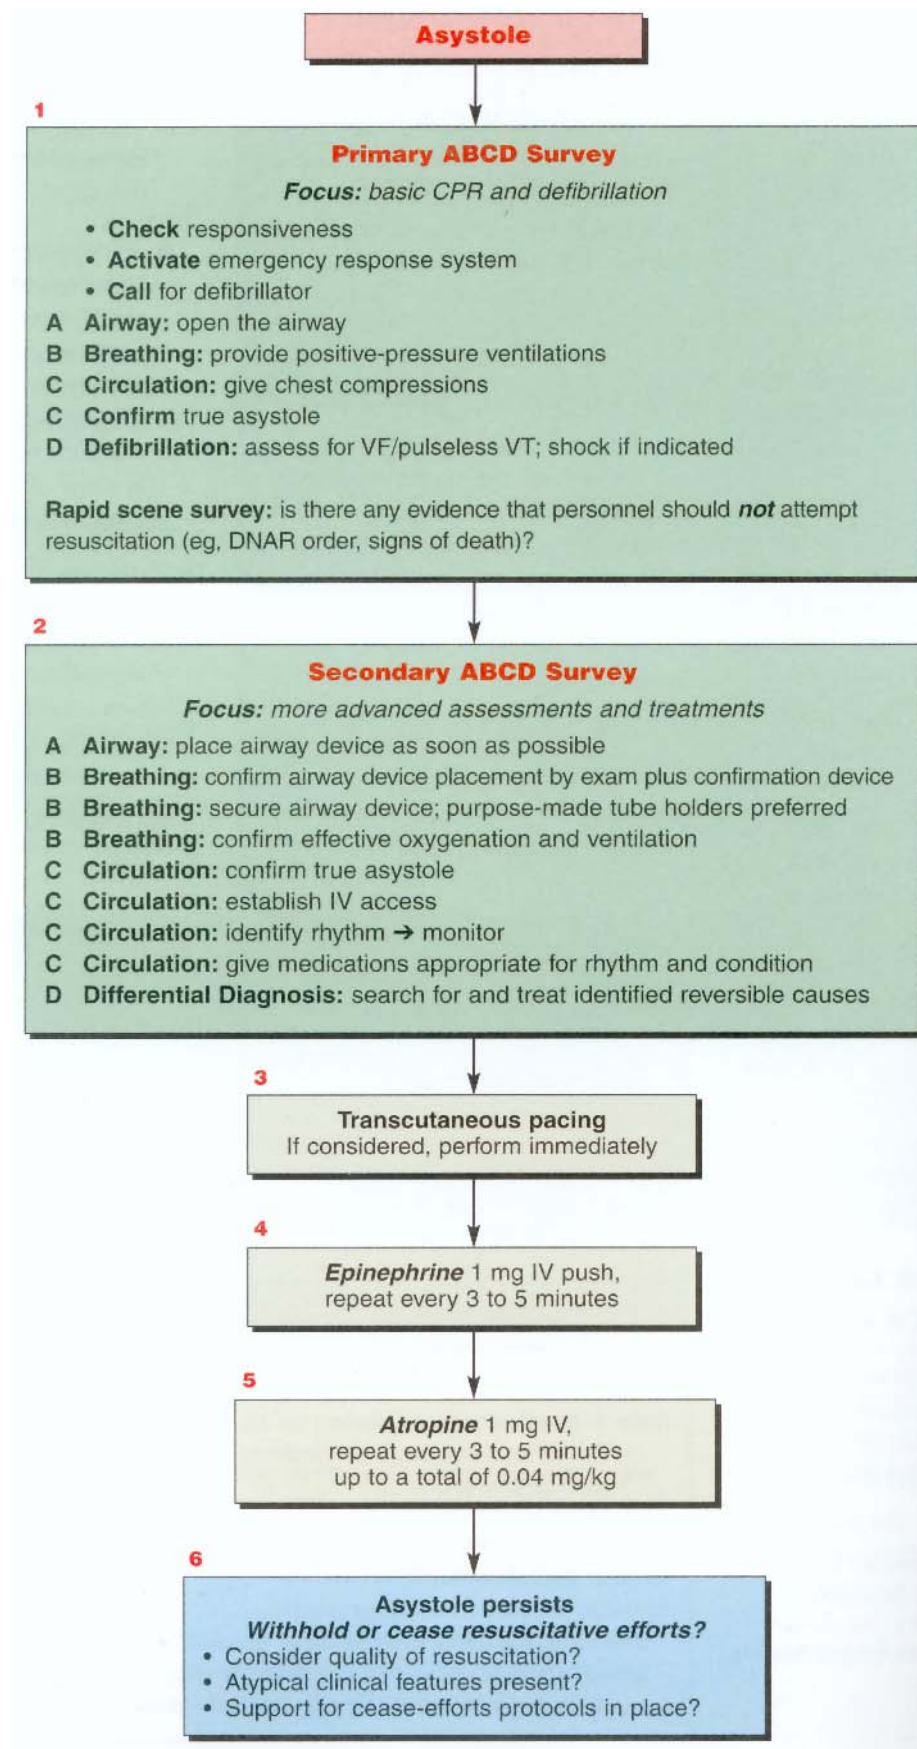 Asystole
1
Primary ABCD Survey
Focus: basic CPR and defibrillation
• Check responsiveness
• Activate emergency response system
• Call for defibrillator
A Airway: open the airway
B Breathing: provide positive-pressure ventilations
C Circulation: give chest compressions
C Confirm true asystole
D Defibrillation: assess for VF/pulseless VT; shock if indicated
Rapid scene survey: is there any evidence that personnel should not attempt
resuscitation (eg, DNAR order, signs of death)?
2
Secondary ABCD Survey
Focus: more advanced assessments and treatments
A Airway: place airway device as soon as possible
B Breathing: confirm airway device placement by exam plus confirmation device
B Breathing: secure airway device; purpose-made tube holders preferred
B Breathing: confirm effective oxygenation and ventilation
C Circulation: confirm true asystole
C Circulation: establish IV access
C Circulation: identify rhythm ➔ monitor
C Circulation: give medications appropriate for rhythm and condition
D Differential Diagnosis: search for and treat identified reversible causes
3
Transcutaneous pacing
If considered, perform immediately
4
Epinephrine 1 mg IV push,
repeat every 3 to 5 minutes
5
Atropine 1 mg IV,
repeat every 3 to 5 minutes
up to a total of 0.04 mg/kg
6
Asystole persists
Withhold or cease resuscitative efforts?
• Consider quality of resuscitation?
• Atypical clinical features present?
• Support for cease-efforts protocols in place?